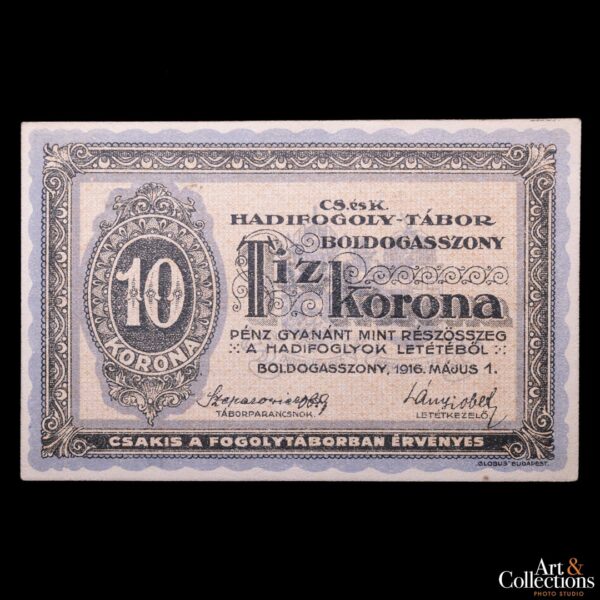 CS. és K.
HADIFOGOLY-TÁBOR
BOLDOGASSZONY
Tiz korona
10
KORONA
PÉNZ GYANÁNT MINT RÉSZÖSSZEG
A HADIFOGLYOK LETÉTÉBŐL
BOLDOGASSZONY, 1916. MÁJUS 1.
TÁBORPARANCSNOK.
LETÉTKEZELŐ
CSAKIS A FOGOLYTÁBORBAN ÉRVÉNYES
„GLOBUS" BUDAPEST.
Art &
Collections
PHOTO STUDIO